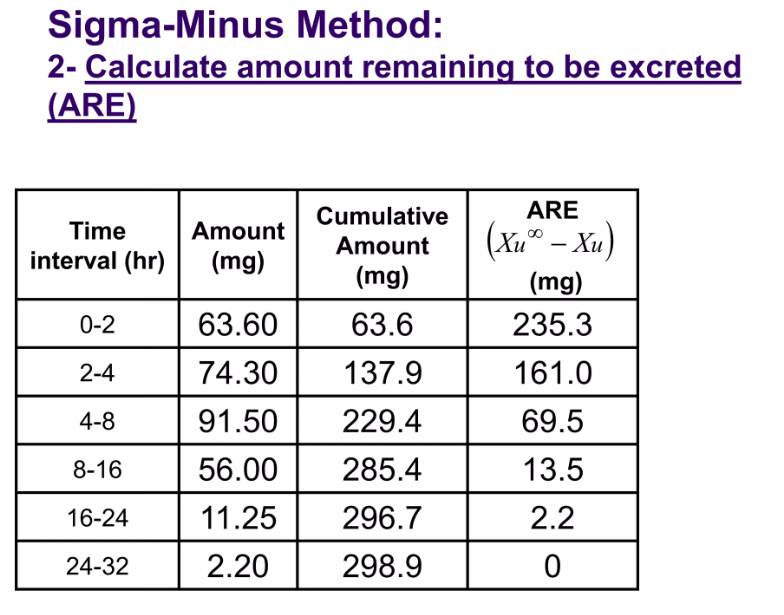 Sigma-Minus Method:
2- Calculate amount remaining to be excreted
(ARE)
Time
interval (hr)
Amount
(mg)
Cumulative
Amount
(mg)
ARE
(Xu^∞ – Xu)
(mg)
0-2 63.60 63.6 235.3
2-4 74.30 137.9 161.0
4-8 91.50 229.4 69.5
8-16 56.00 285.4 13.5
16-24 11.25 296.7 2.2
24-32 2.20 298.9 0